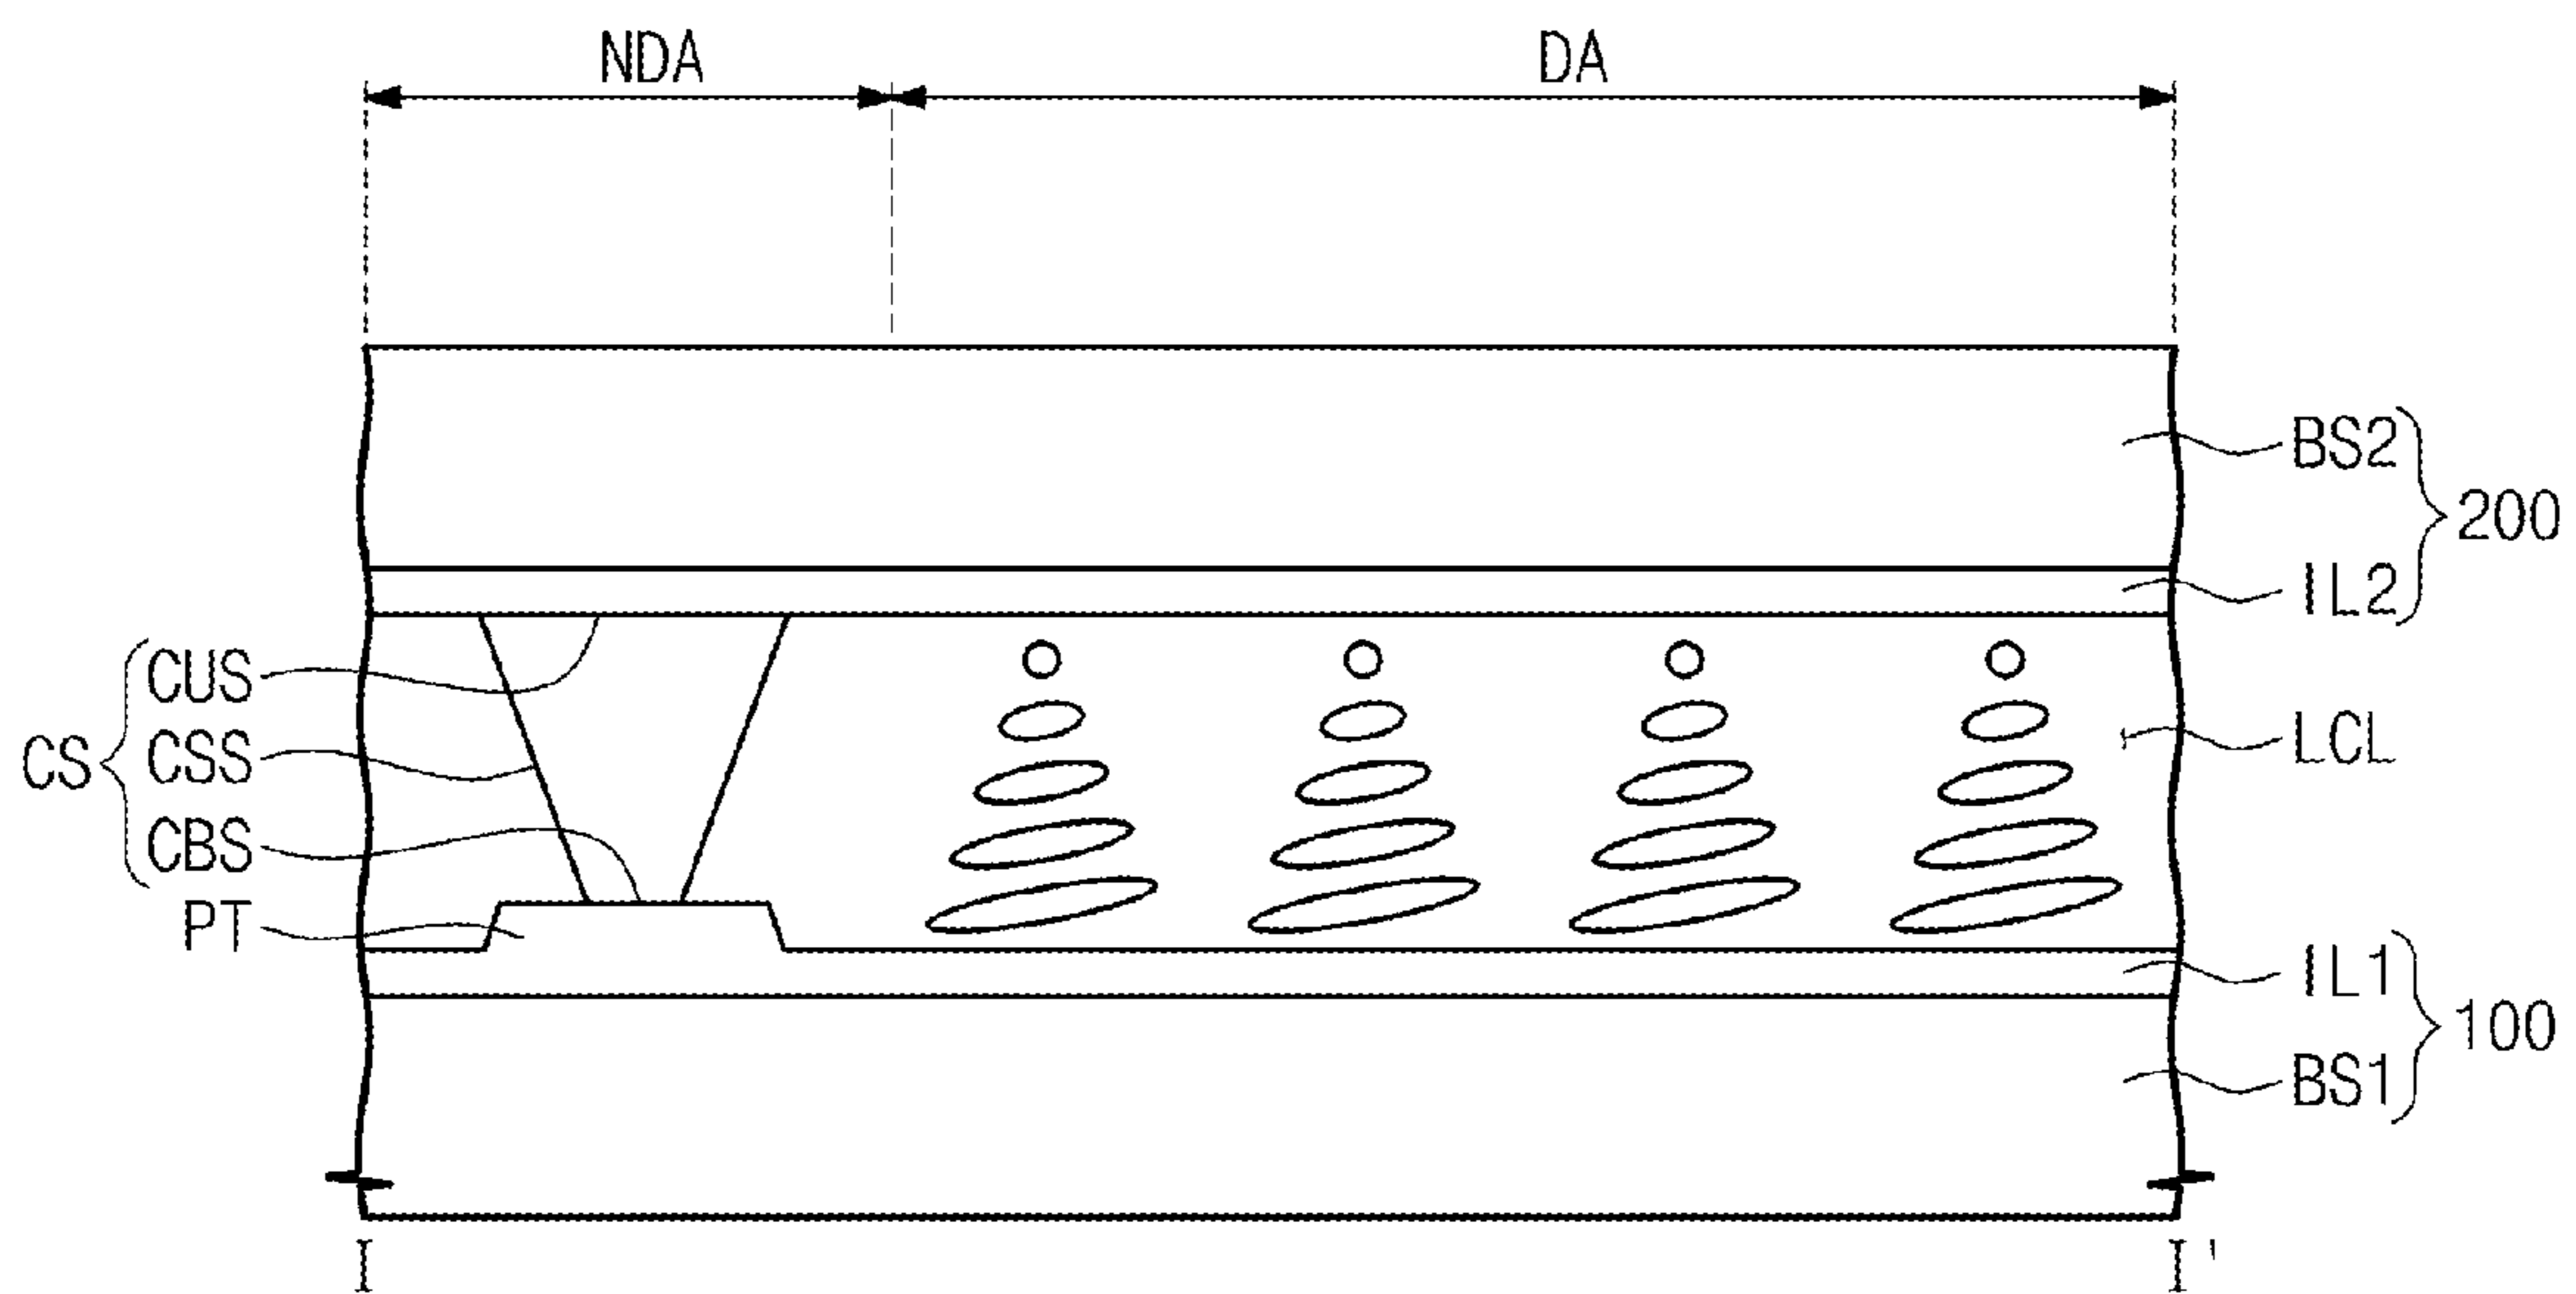 NDA DA
BS2
200
IL2
CUS
CSS
CS
CBS
PT
LCL
IL1
100
BS1
I I'